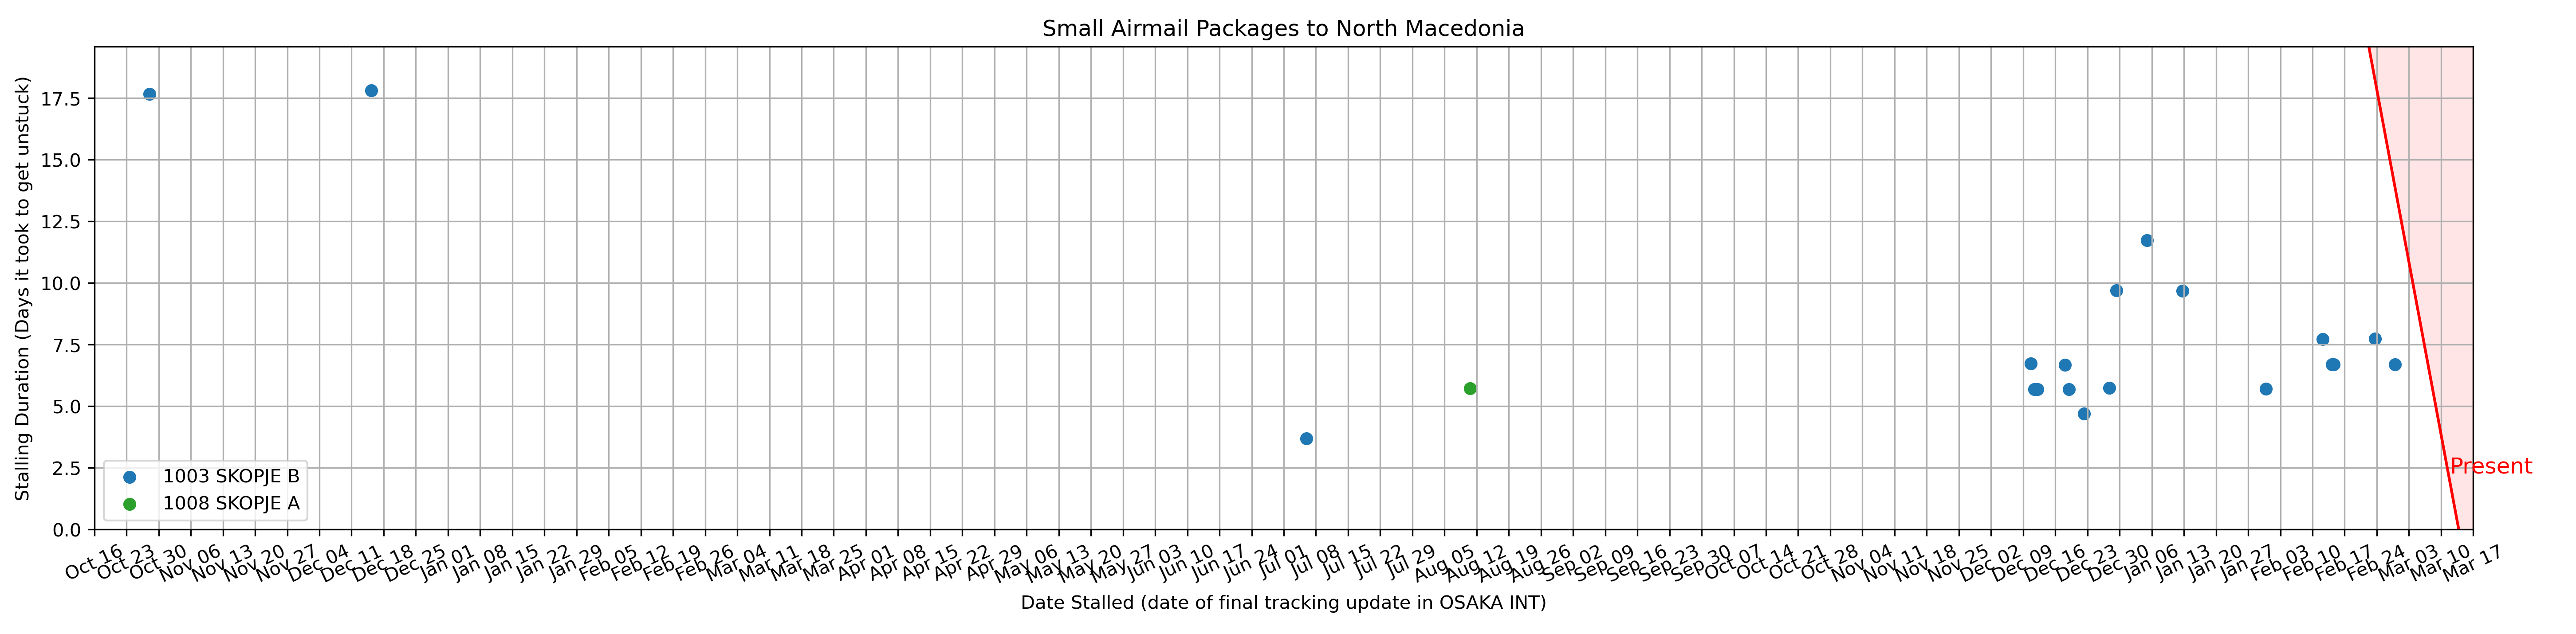 Small Airmail Packages to North Macedonia
Stalling Duration (Days it took to get unstuck)
17.5
15.0
12.5
10.0
7.5
5.0
2.5
0.0
Present
1003 SKOPJE B
1008 SKOPJE A
Oct 16 Oct 23 Oct 30 Nov 06 Nov 13 Nov 20 Nov 27 Dec 04 Dec 11 Dec 18 Dec 25 Jan 01 Jan 08 Jan 15 Jan 22 Jan 29 Feb 05 Feb 12 Feb 19 Feb 26 Mar 04 Mar 11 Mar 18 Mar 25 Apr 01 Apr 08 Apr 15 Apr 22 Apr 29 May 06 May 13 May 20 May 27 Jun 03 Jun 10 Jun 17 Jun 24 Jul 01 Jul 08 Jul 15 Jul 22 Jul 29 Aug 05 Aug 12 Aug 19 Aug 26 Sep 02 Sep 09 Sep 16 Sep 23 Sep 30 Oct 07 Oct 14 Oct 21 Oct 28 Nov 04 Nov 11 Nov 18 Nov 25 Dec 02 Dec 09 Dec 16 Dec 23 Dec 30 Jan 06 Jan 13 Jan 20 Jan 27 Feb 03 Feb 10 Feb 17 Feb 24 Mar 03 Mar 10 Mar 17
Date Stalled (date of final tracking update in OSAKA INT)